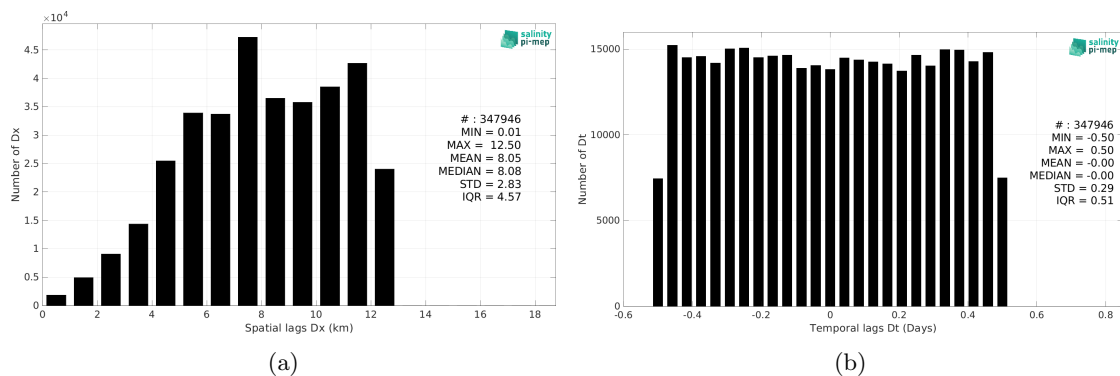 ×10⁴
4.5
4
3.5
3
2.5
2
1.5
1
0.5
0
Number of Dx
0 2 4 6 8 10 12 14 16 18
Spatial lags Dx (km)
salinity
pi-mep
# : 347946
MIN = 0.01
MAX = 12.50
MEAN = 8.05
MEDIAN = 8.08
STD = 2.83
IQR = 4.57
(a)
15000
10000
5000
0
Number of Dt
-0.6 -0.4 -0.2 0 0.2 0.4 0.6 0.8
Temporal lags Dt (Days)
salinity
pi-mep
# : 347946
MIN = -0.50
MAX = 0.50
MEAN = -0.00
MEDIAN = -0.00
STD = 0.29
IQR = 0.51
(b)